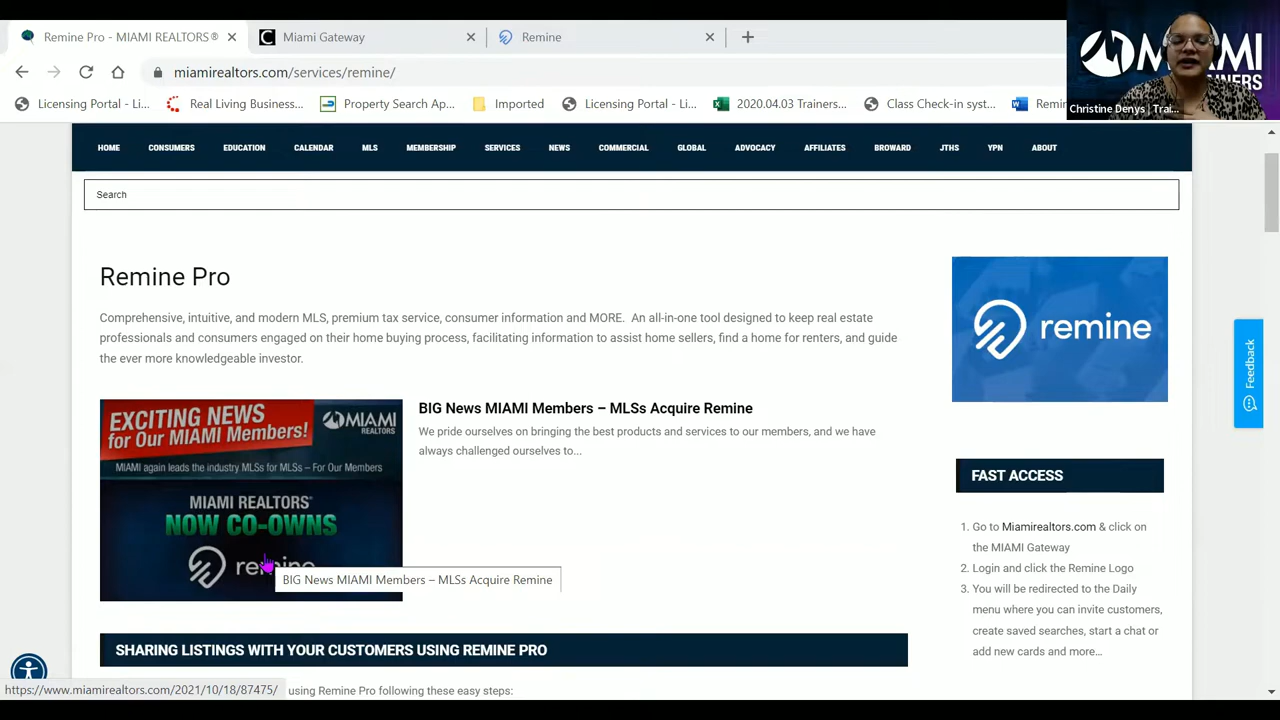 Remine Pro - MIAMI REALTORS®
Miami Gateway
Remine
miamirealtors.com/services/remine/
Licensing Portal - Li...
Real Living Business...
Property Search Ap...
Imported
Licensing Portal - Li...
2020.04.03 Trainers...
Class Check-in syst...
MIAMI
Christine Denys | Trai...
HOME CONSUMERS EDUCATION CALENDAR MLS MEMBERSHIP SERVICES NEWS COMMERCIAL GLOBAL ADVOCACY AFFILIATES BROWARD JTHS YPN ABOUT
Search
Remine Pro
Comprehensive, intuitive, and modern MLS, premium tax service, consumer information and MORE. An all-in-one tool designed to keep real estate
professionals and consumers engaged on their home buying process, facilitating information to assist home sellers, find a home for renters, and guide
the ever more knowledgeable investor.
EXCITING NEWS
for Our MIAMI Members!
MIAMI
REALTORS
MIAMI again leads the industry MLSs for MLSs – For Our Members
MIAMI REALTORS®
NOW CO-OWNS
BIG News MIAMI Members – MLSs Acquire Remine
We pride ourselves on bringing the best products and services to our members, and we have
always challenged ourselves to...
BIG News MIAMI Members – MLSs Acquire Remine
SHARING LISTINGS WITH YOUR CUSTOMERS USING REMINE PRO
using Remine Pro following these easy steps:
https://www.miamirealtors.com/2021/10/18/87475/
remine
FAST ACCESS
1. Go to Miamirealtors.com & click on
the MIAMI Gateway
2. Login and click the Remine Logo
3. You will be redirected to the Daily
menu where you can invite customers,
create saved searches, start a chat or
add new cards and more...
Feedback